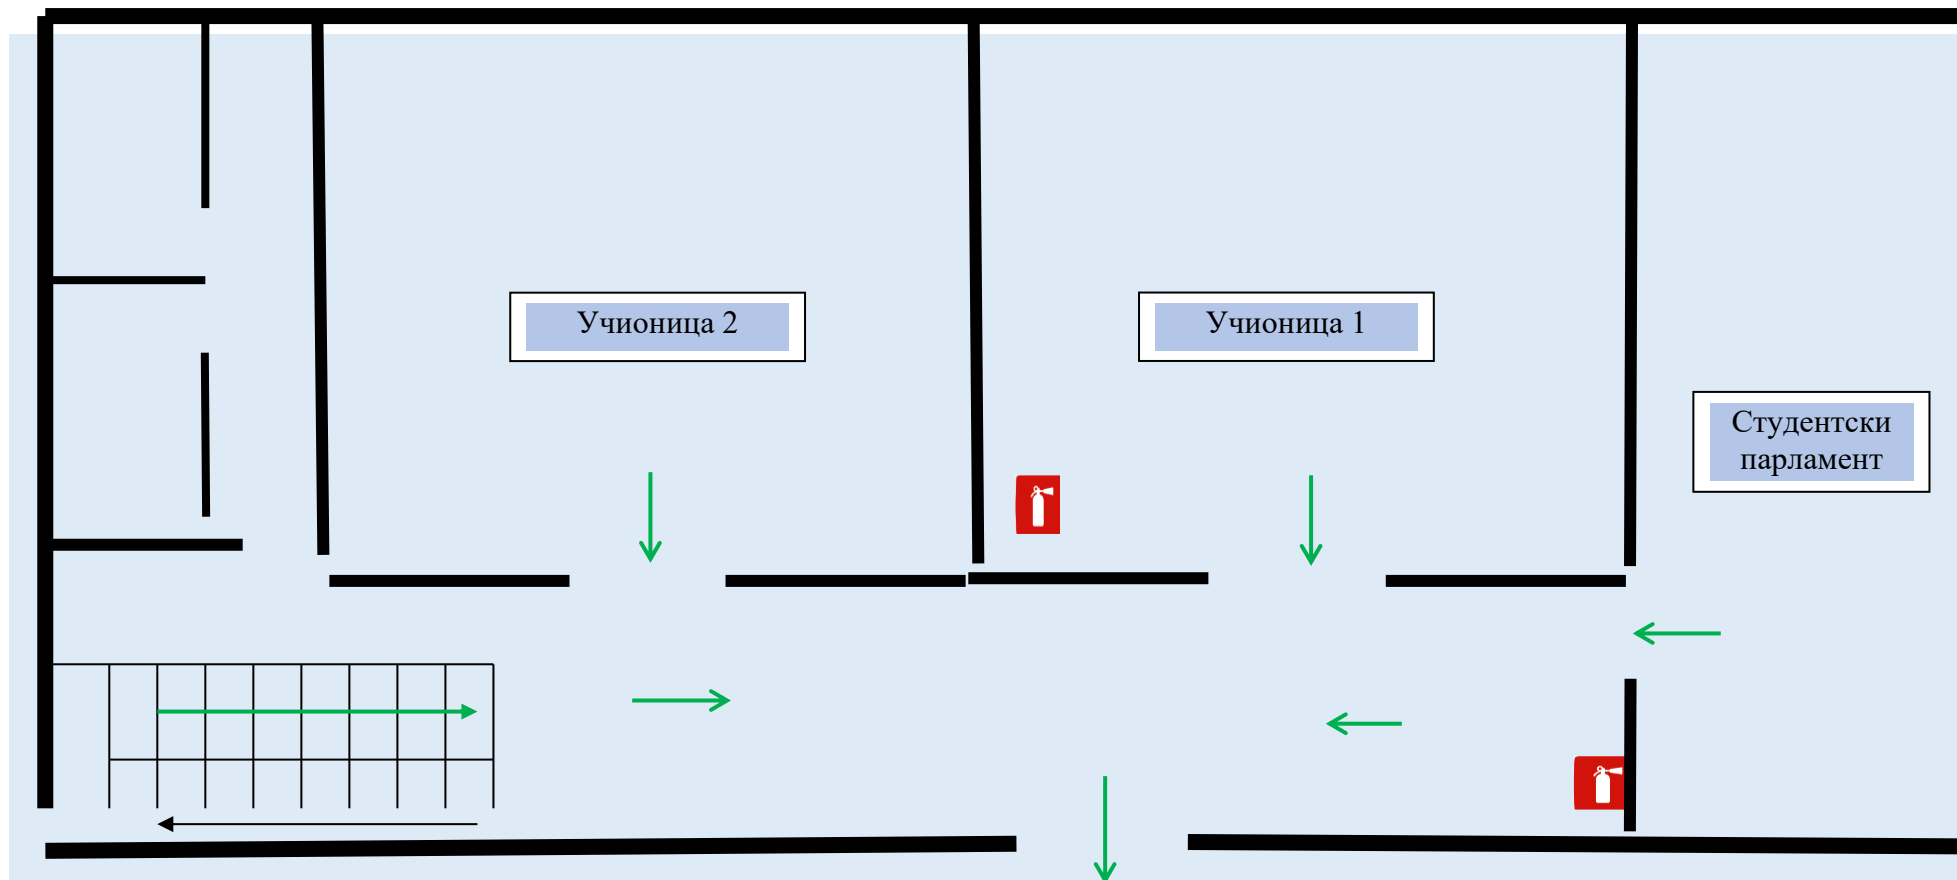 Учионица 2
Учионица 1
Студентски
парламент